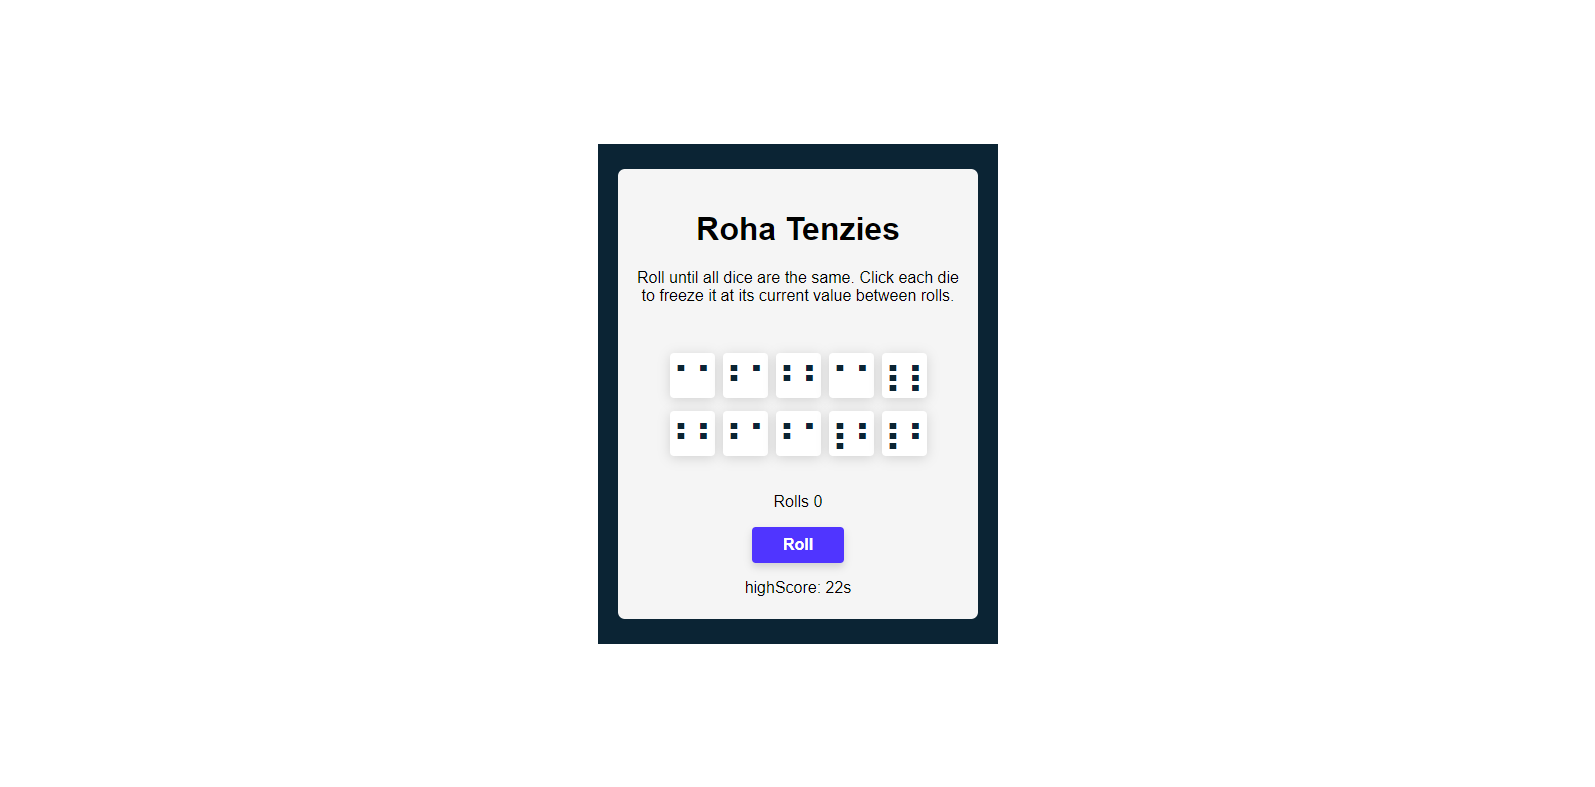 Roha Tenzies
Roll until all dice are the same. Click each die
to freeze it at its current value between rolls.
Rolls 0
Roll
highScore: 22s